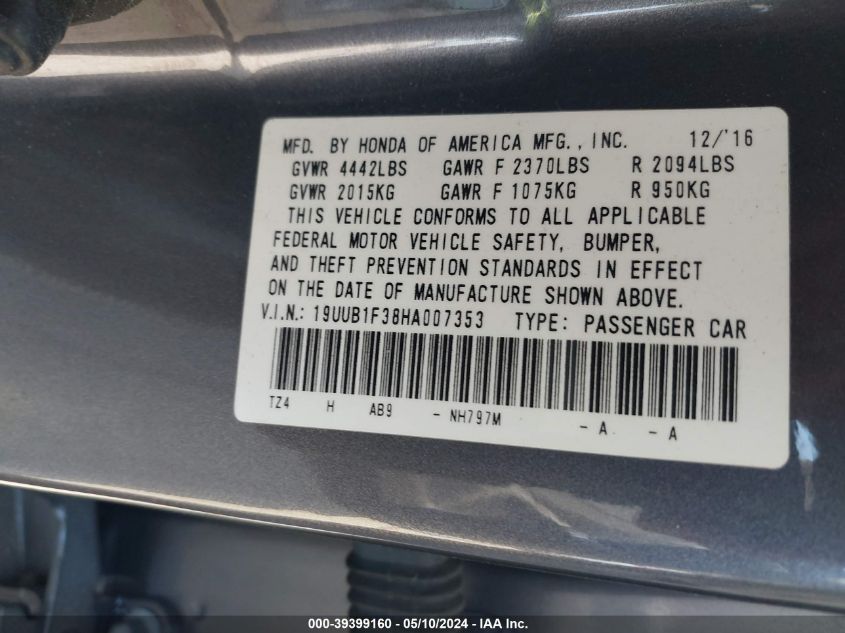 MFD. BY HONDA OF AMERICA MFG., INC. 12/'16
GVWR 4442LBS GAWR F 2370LBS R 2094LBS
GVWR 2015KG GAWR F 1075KG R 950KG
THIS VEHICLE CONFORMS TO ALL APPLICABLE
FEDERAL MOTOR VEHICLE SAFETY, BUMPER,
AND THEFT PREVENTION STANDARDS IN EFFECT
ON THE DATE OF MANUFACTURE SHOWN ABOVE.
V.I.N.: 19UUB1F38HA007353 TYPE: PASSENGER CAR
TZ4 H AB9 - NH797M - A - A
000-39399160 - 05/10/2024 - IAA Inc.